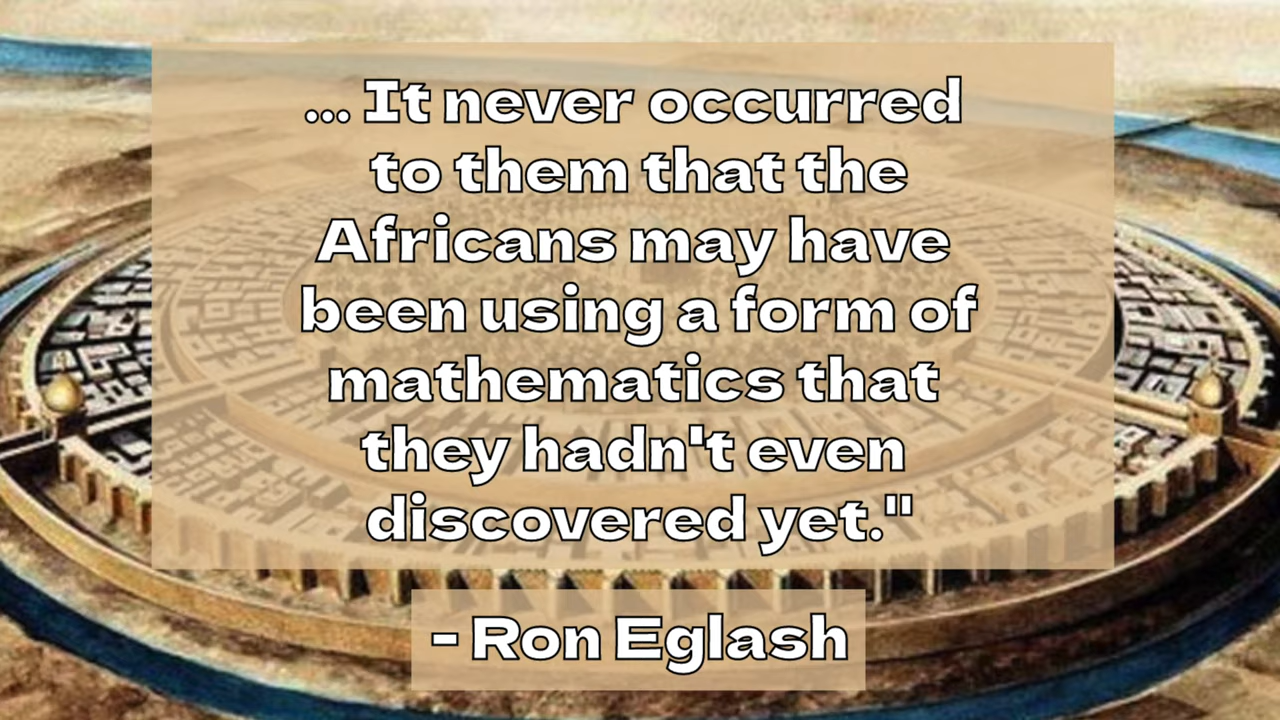 ... It never occurred
to them that the
Africans may have
been using a form of
mathematics that
they hadn't even
discovered yet."
- Ron Eglash